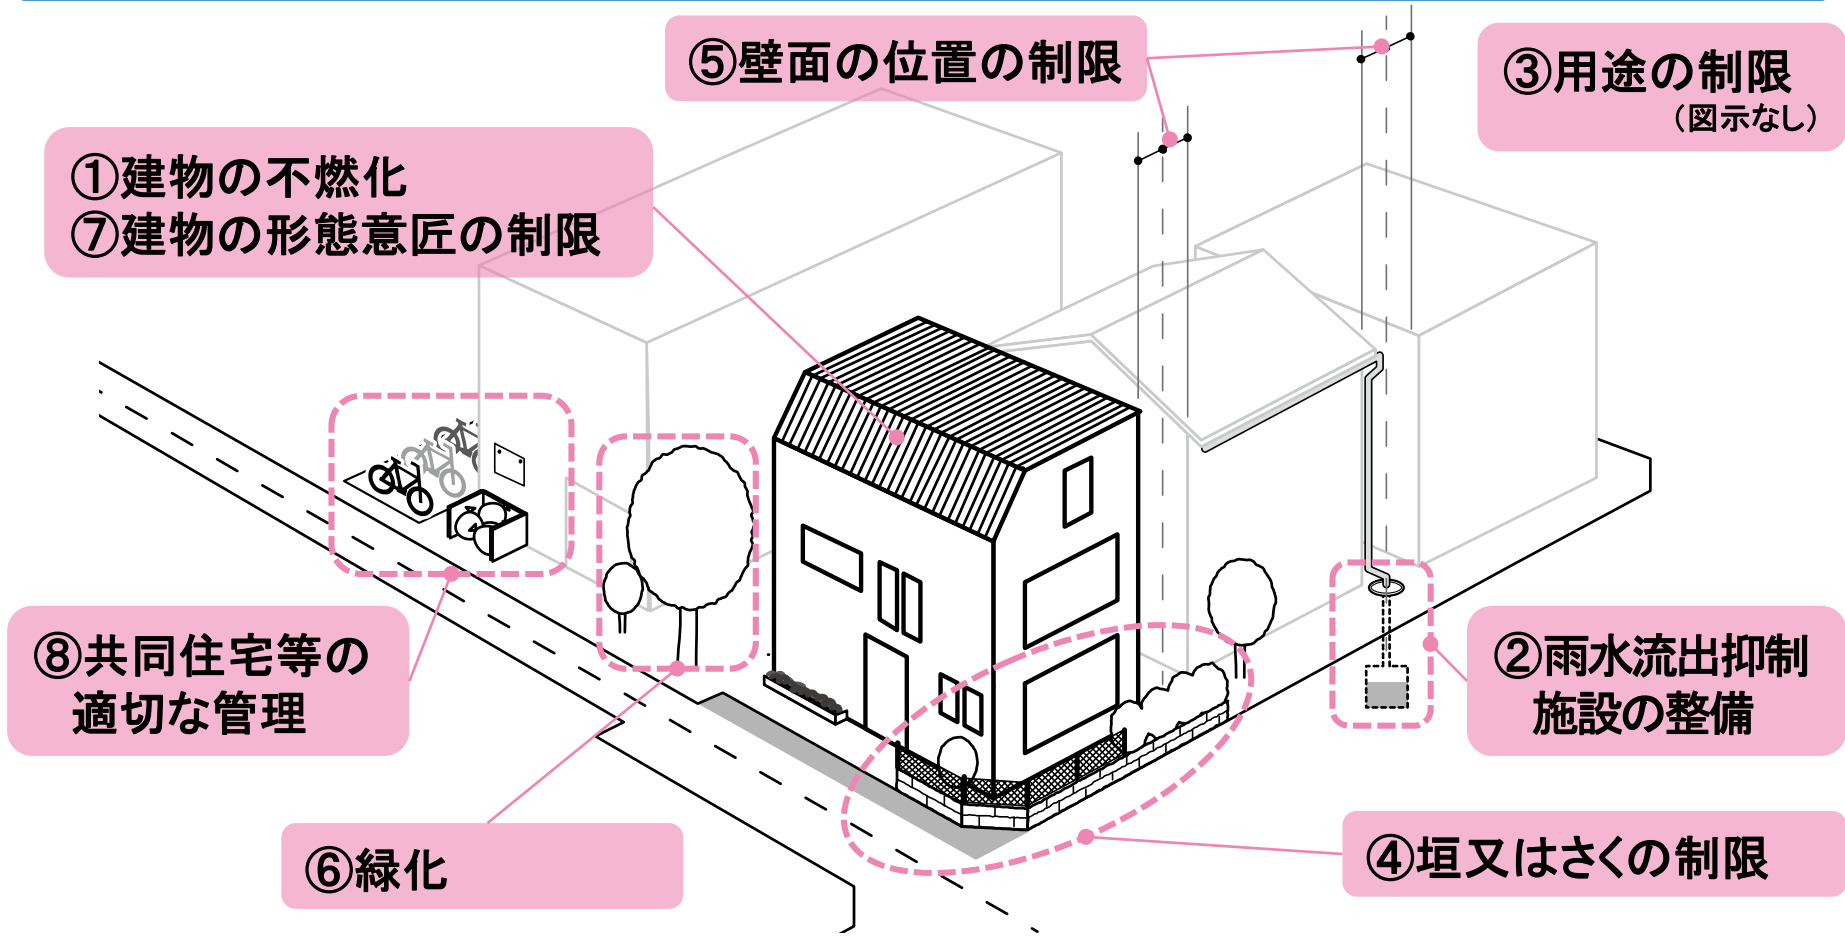 ⑤壁面の位置の制限
③用途の制限
（図示なし）
①建物の不燃化
⑦建物の形態意匠の制限
⑧共同住宅等の
適切な管理
②雨水流出抑制
施設の整備
⑥緑化
④垣又はさくの制限